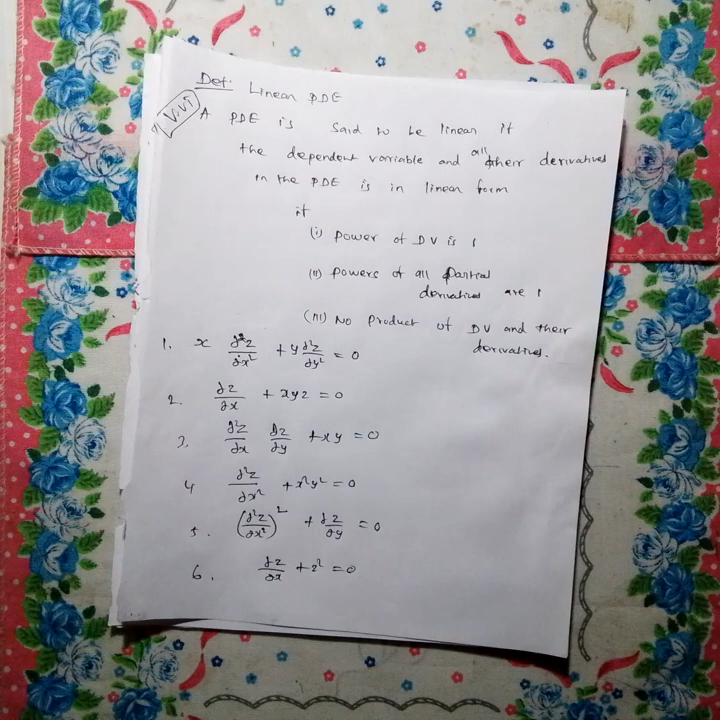 Def: Linear PDE
V.V.I
A PDE is said to be linear if
the dependent variable and all their derivatives
in the PDE is in linear form
if
(i) power of DV is 1
(ii) powers of all partial
derivatives are 1
(iii) No product of DV and their
derivatives.
1. x ∂²z/∂x² + y ∂²z/∂y² = 0
2. ∂z/∂x + xyz = 0
3. ∂²z/∂x ∂z/∂y + xy = 0
4 ∂²z/∂x² + x²y² = 0
5. (∂²z/∂x²)² + ∂z/∂y = 0
6. ∂z/∂x + z² = 0